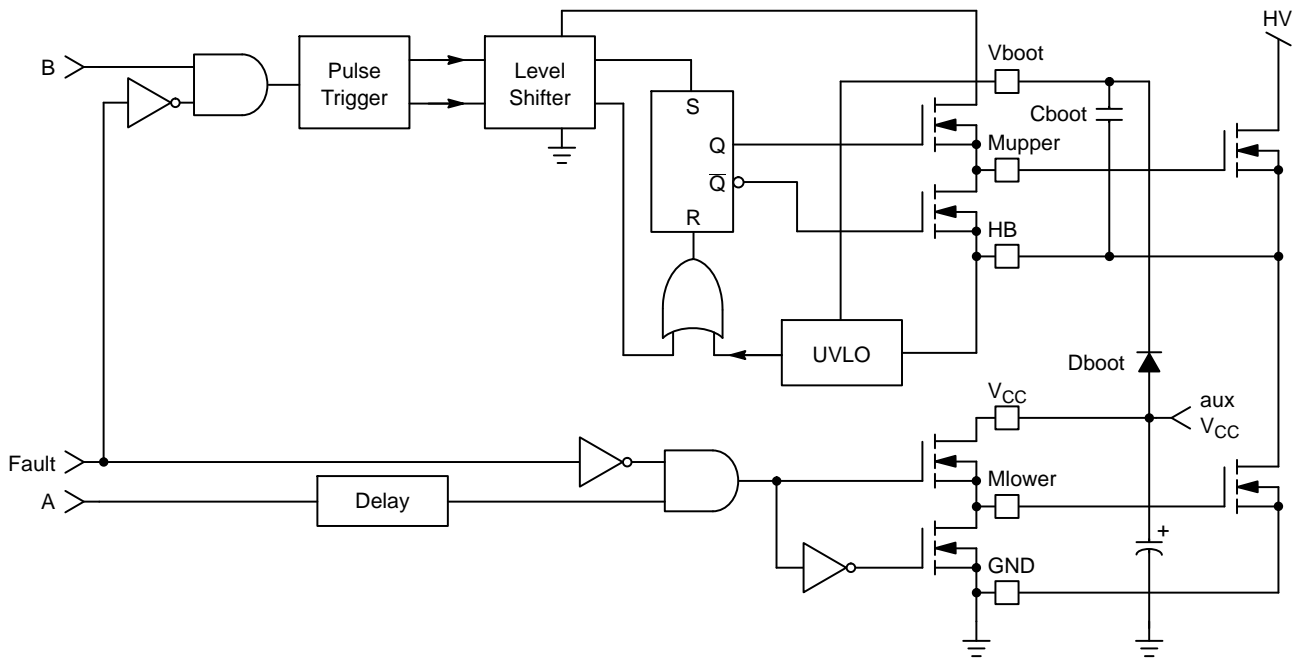 HV
B
Pulse
Trigger
Level
Shifter
Vboot
Cboot
S
Q
Q
R
Mupper
HB
UVLO
Dboot
VCC
aux
VCC
Fault
A
Delay
Mlower
+
GND